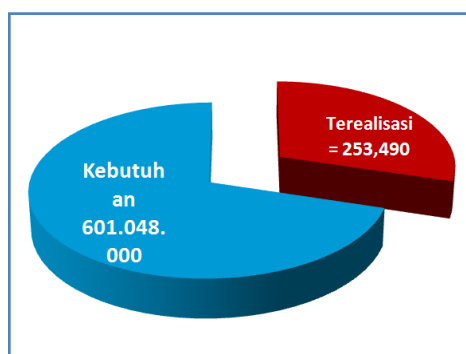 Terealisasi
= 253,490
Kebutuh
an
601.048.
000